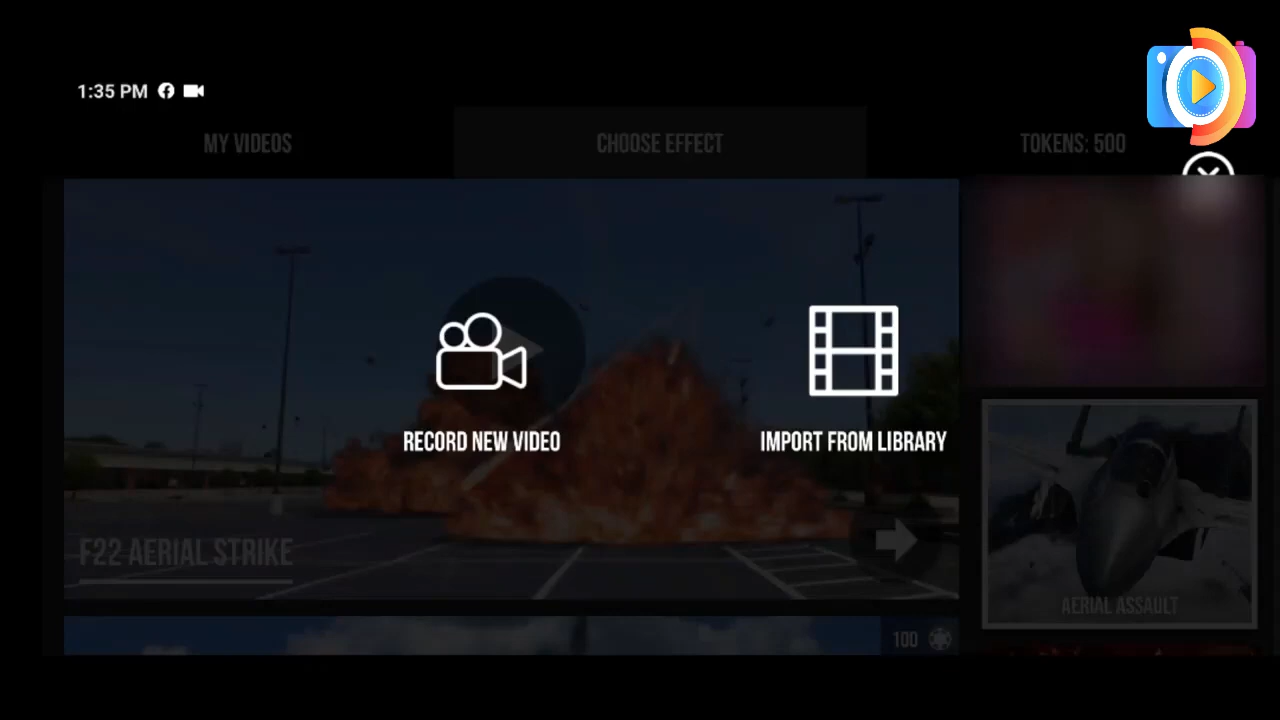 1:35 PM
MY VIDEOS
CHOOSE EFFECT
TOKENS: 500
RECORD NEW VIDEO
IMPORT FROM LIBRARY
F22 AERIAL STRIKE
AERIAL ASSAULT
100